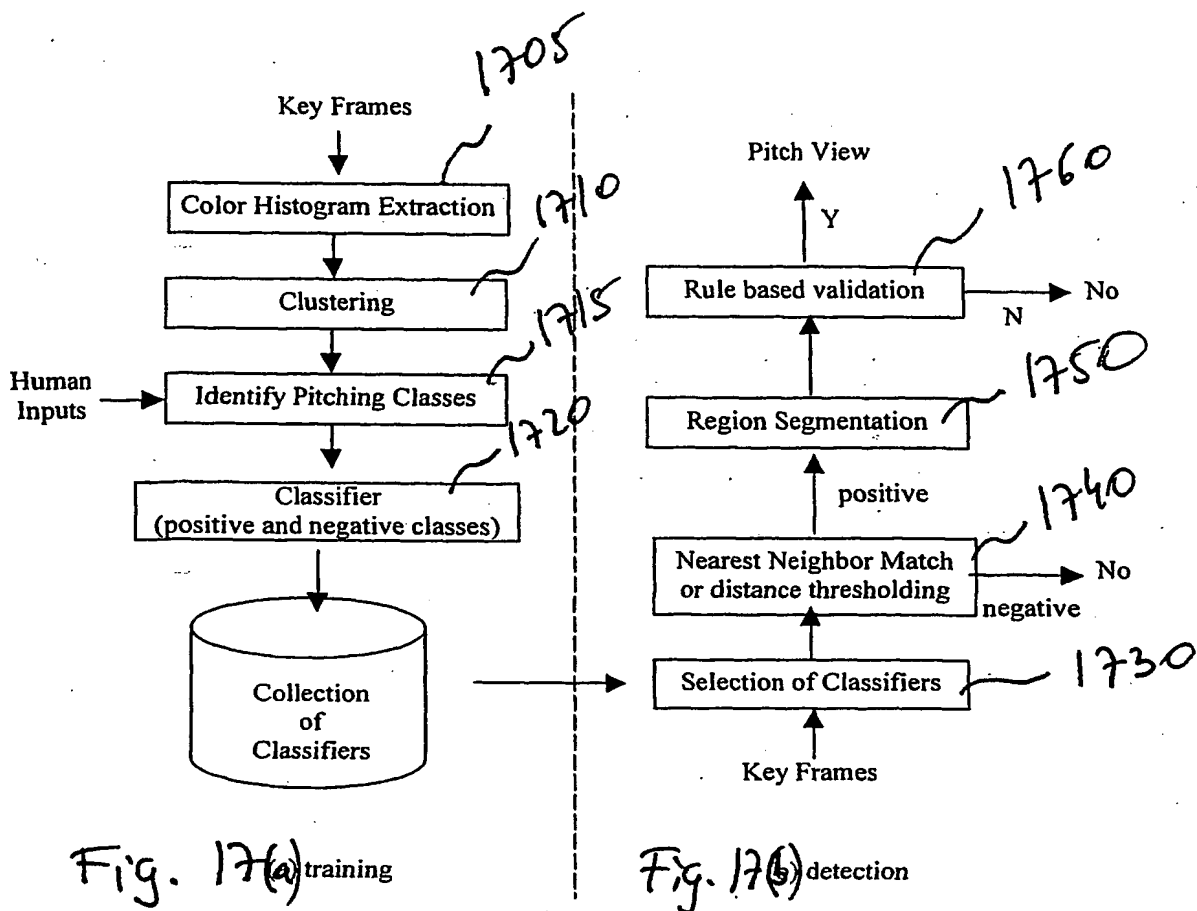 1705
Key Frames
Color Histogram Extraction
1710
Clustering
1715
Human
Inputs
Identify Pitching Classes
1720
Classifier
(positive and negative classes)
Collection
of
Classifiers
Fig. 17(a) training
Pitch View
1760
Y
Rule based validation
No
N
1750
Region Segmentation
positive
1740
Nearest Neighbor Match
or distance thresholding
No
negative
Selection of Classifiers
1730
Key Frames
Fig. 17(b) detection